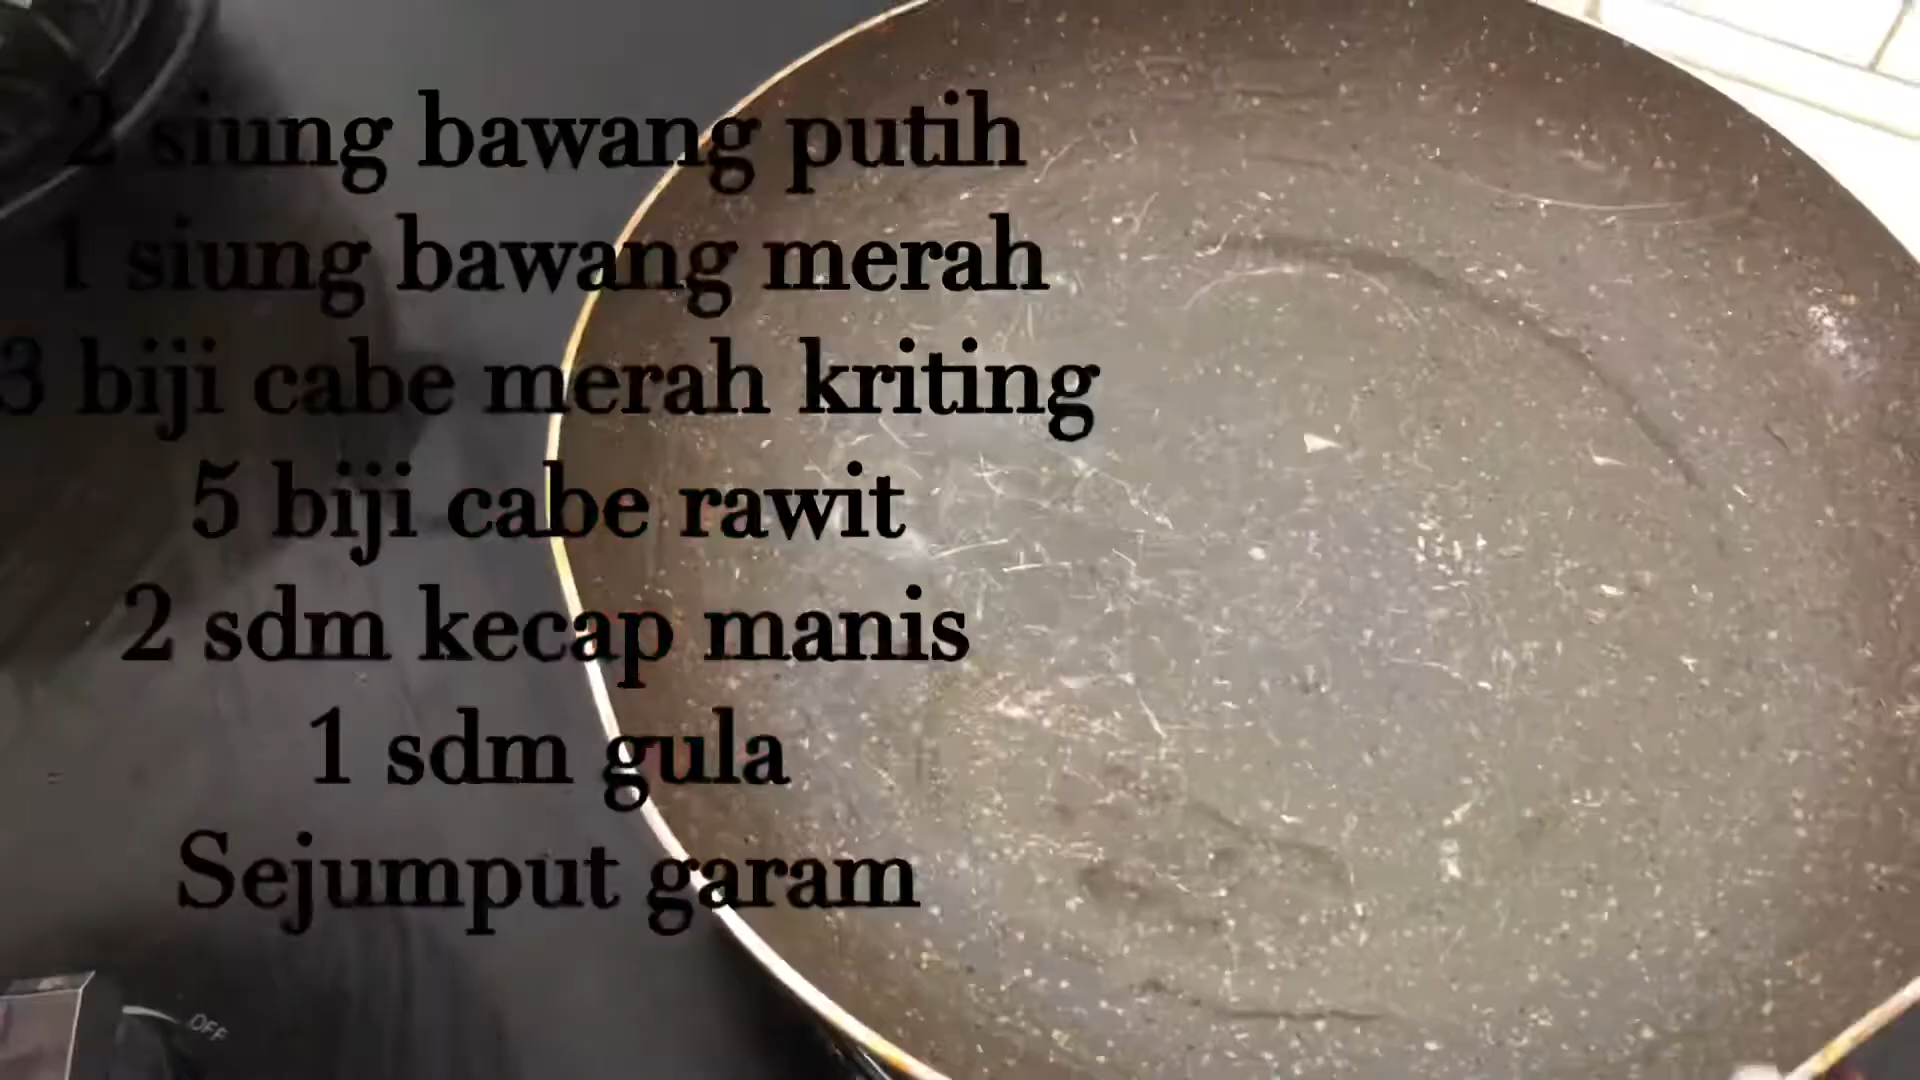 2 siung bawang putih
1 siung bawang merah
3 biji cabe merah kriting
5 biji cabe rawit
2 sdm kecap manis
1 sdm gula
Sejumput garam
OFF